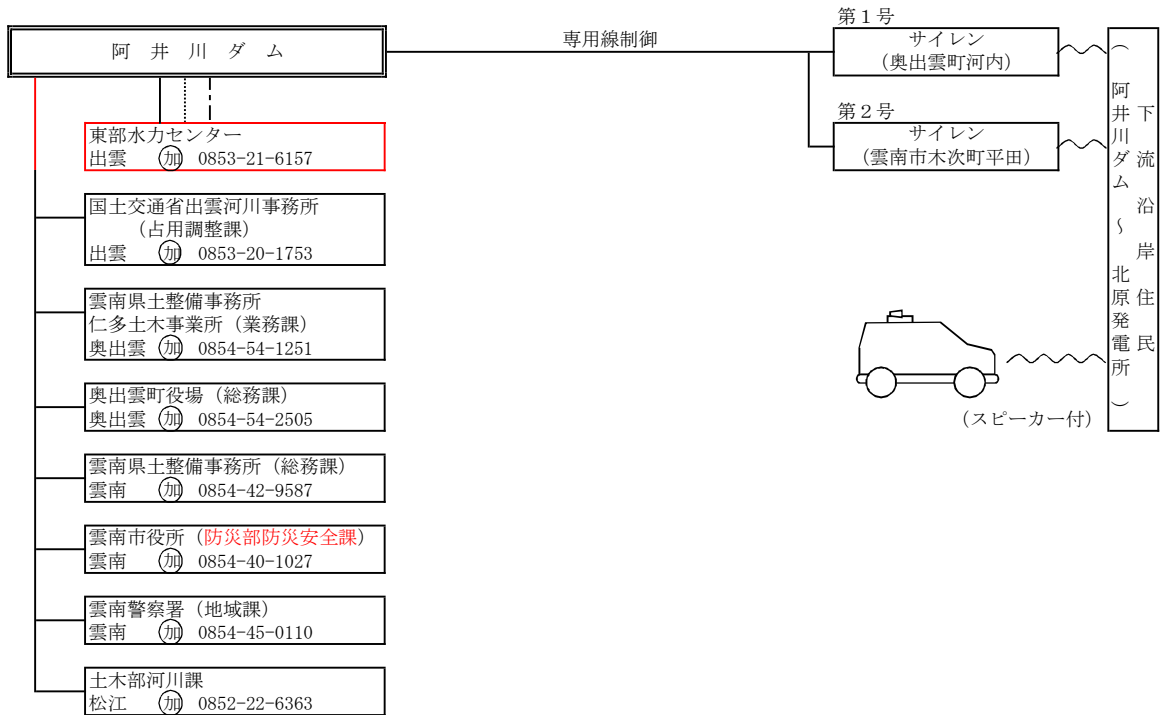 阿　井　川　ダ　ム
専用線制御
第１号
サイレン
(奥出雲町河内)
第２号
サイレン
(雲南市木次町平田)
下流沿岸住民
（阿井川ダム～北原発電所）
(スピーカー付)
東部水力センター
出雲　㋕加 0853-21-6157
国土交通省出雲河川事務所
（占用調整課）
出雲　加 0853-20-1753
雲南県土整備事務所
仁多土木事業所（業務課）
奥出雲 加 0854-54-1251
奥出雲町役場（総務課）
奥出雲 加 0854-54-2505
雲南県土整備事務所（総務課）
雲南　加 0854-42-9587
雲南市役所（防災部防災安全課）
雲南　加 0854-40-1027
雲南警察署（地域課）
雲南　加 0854-45-0110
土木部河川課
松江　加 0852-22-6363